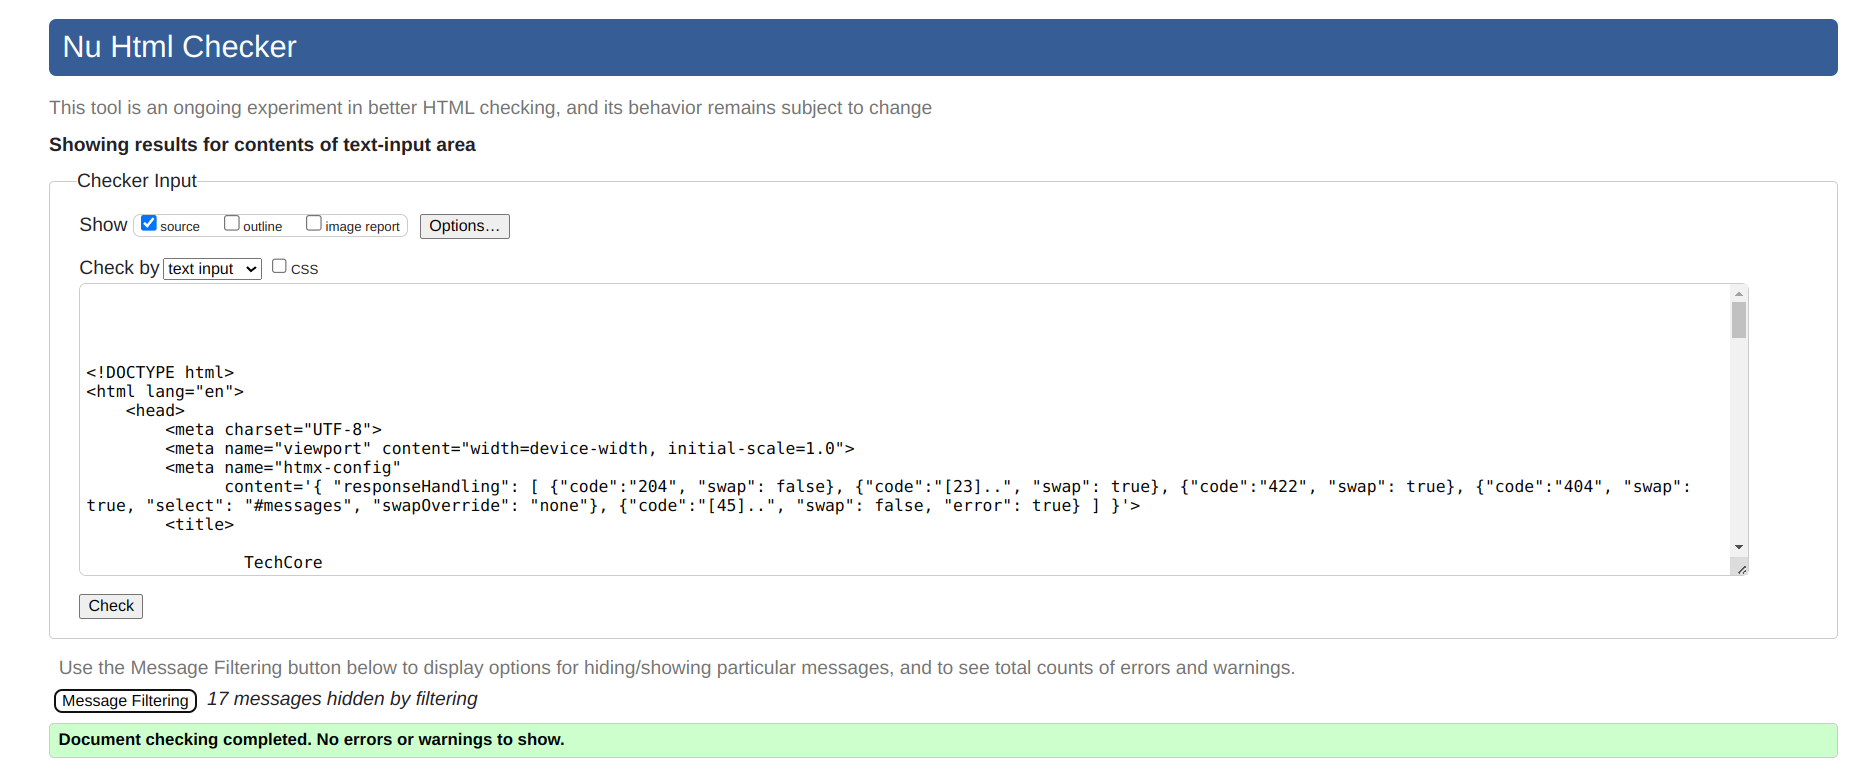 Nu Html Checker
This tool is an ongoing experiment in better HTML checking, and its behavior remains subject to change
Showing results for contents of text-input area
Checker Input
Show source outline image report Options...
Check by text input CSS
<!DOCTYPE html>
<html lang="en">
    <head>
        <meta charset="UTF-8">
        <meta name="viewport" content="width=device-width, initial-scale=1.0">
        <meta name="htmx-config"
              content='{ "responseHandling": [ {"code":"204", "swap": false}, {"code":"[23]..", "swap": true}, {"code":"422", "swap": true}, {"code":"404", "swap":
true, "select": "#messages", "swapOverride": "none"}, {"code":"[45]..", "swap": false, "error": true} ] }'>
        <title>
                TechCore
Check
Use the Message Filtering button below to display options for hiding/showing particular messages, and to see total counts of errors and warnings.
Message Filtering 17 messages hidden by filtering
Document checking completed. No errors or warnings to show.